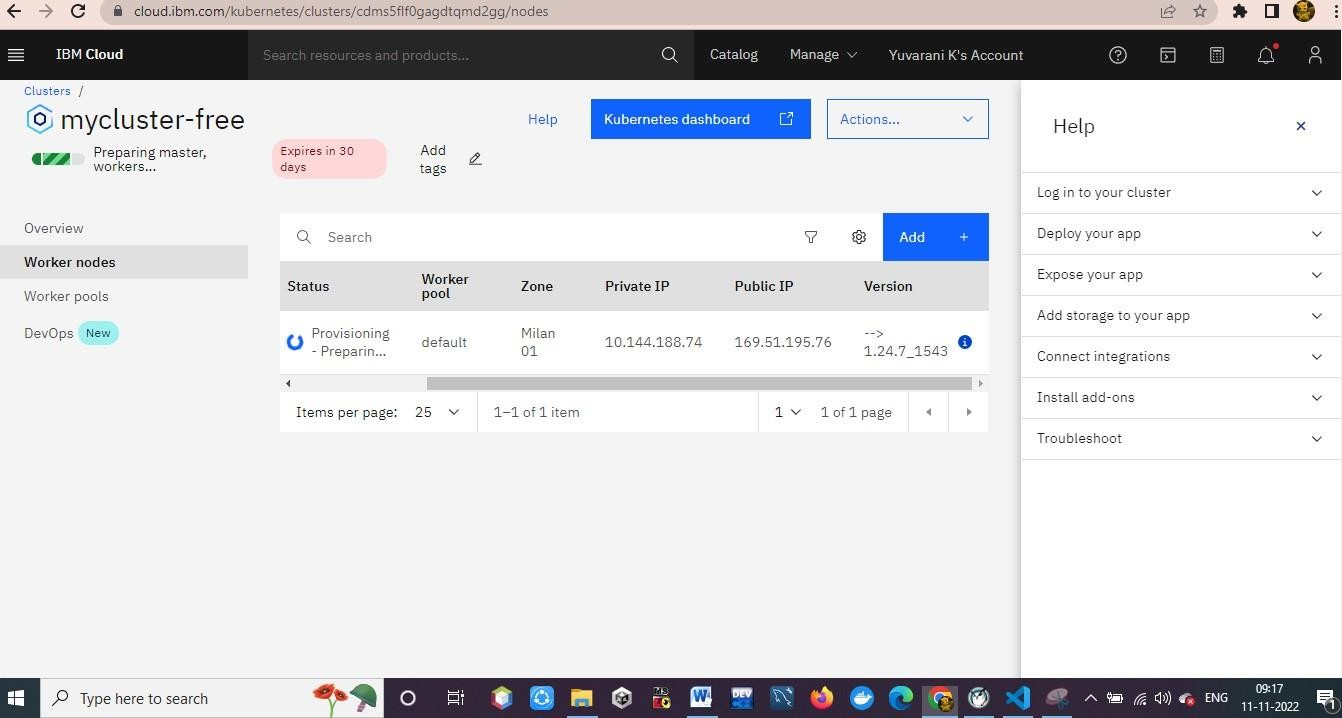 cloud.ibm.com/kubernetes/clusters/cdms5flf0gagdtqmd2gg/nodes
IBM Cloud
Search resources and products...
Catalog
Manage
Yuvarani K's Account
Clusters /
mycluster-free
Preparing master,
workers...
Expires in 30
days
Add
tags
Help
Kubernetes dashboard
Actions...
Overview
Worker nodes
Worker pools
DevOps New
Search
Add +
Status
Worker
pool
Zone
Private IP
Public IP
Version
Provisioning
- Preparin...
default
Milan
01
10.144.188.74
169.51.195.76
-->
1.24.7_1543
Items per page: 25
1–1 of 1 item
1
1 of 1 page
Help
Log in to your cluster
Deploy your app
Expose your app
Add storage to your app
Connect integrations
Install add-ons
Troubleshoot
Type here to search
DEV
ENG
09:17
11-11-2022